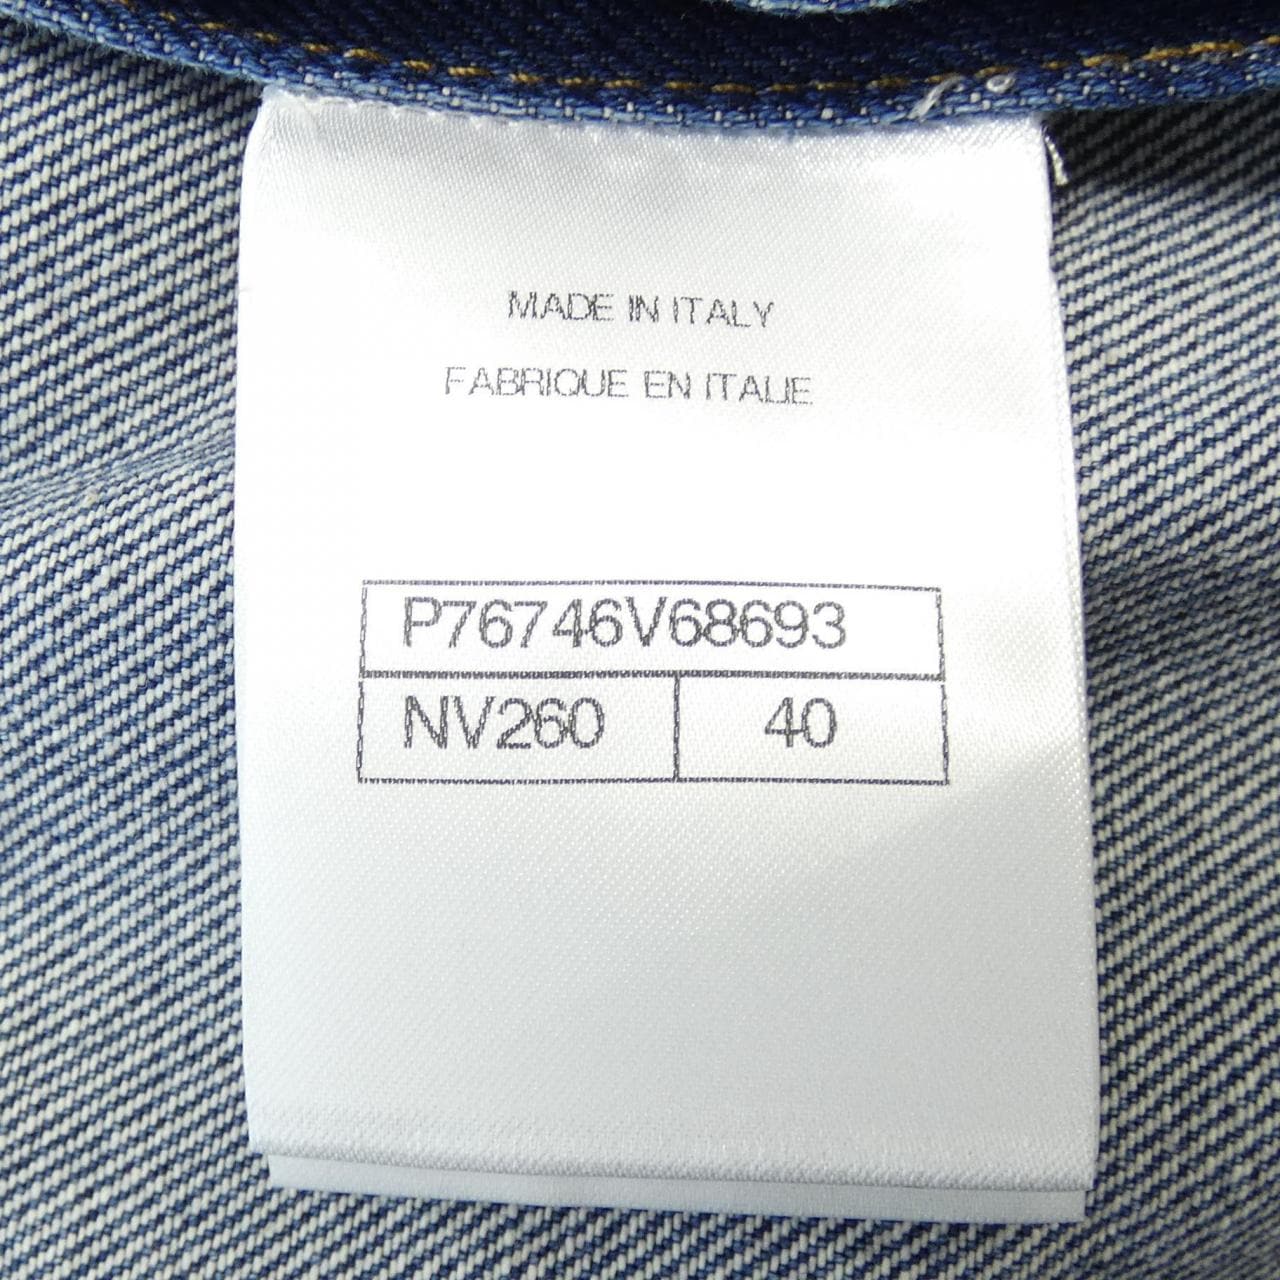 MADE IN ITALY
FABRIQUE EN ITALIE
P76746V68693
NV260 40